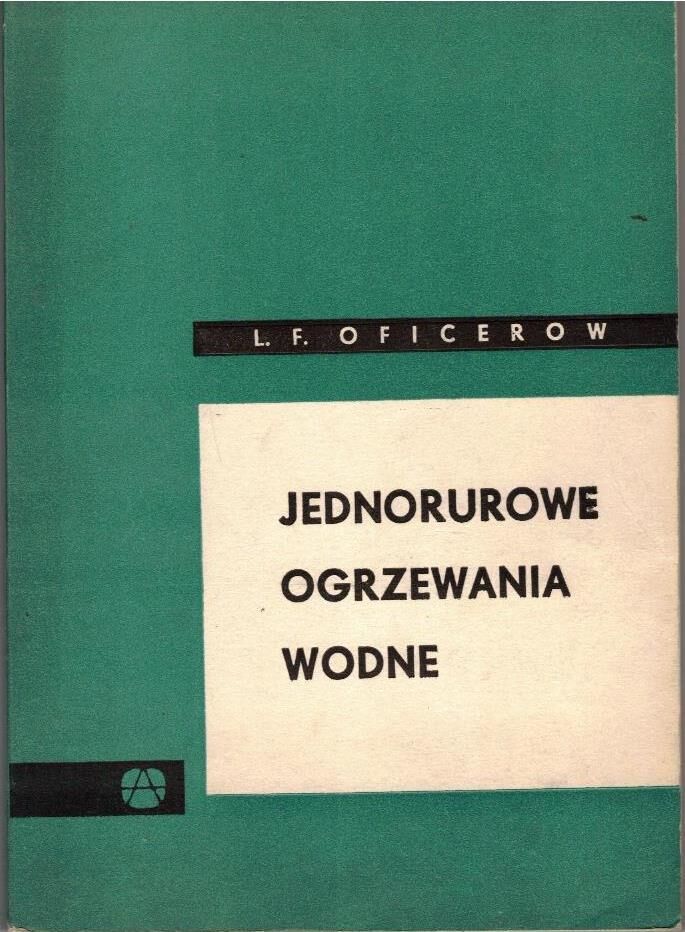 L. F. OFICEROW
JEDNORUROWE
OGRZEWANIA
WODNE